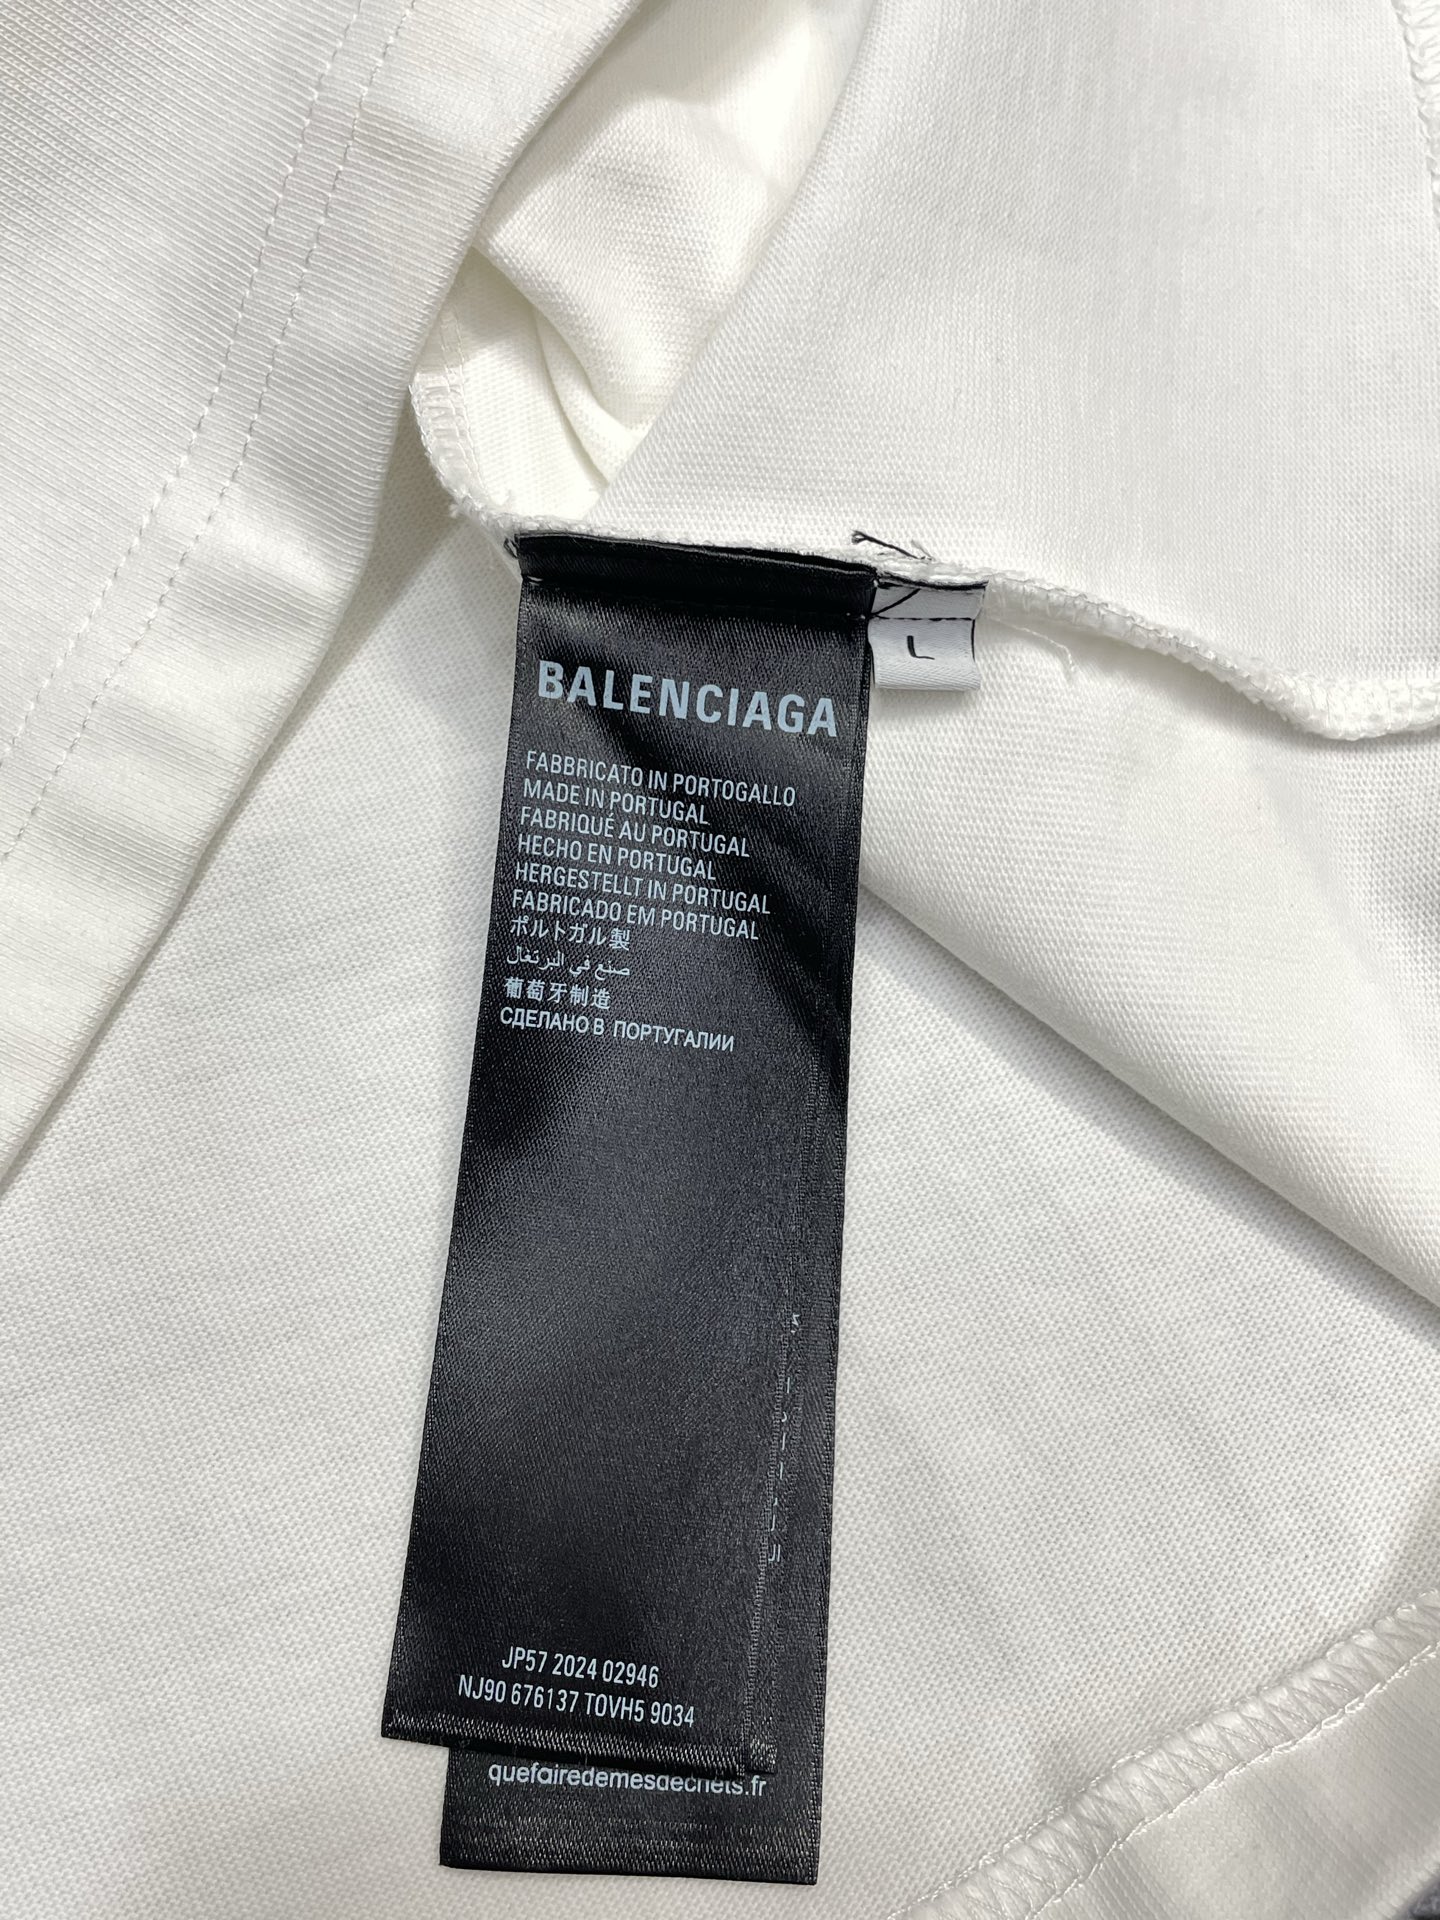 BALENCIAGA
L
FABBRICATO IN PORTOGALLO
MADE IN PORTUGAL
FABRIQUÉ AU PORTUGAL
HECHO EN PORTUGAL
HERGESTELLT IN PORTUGAL
FABRICADO EM PORTUGAL
ポルトガル製
صنع في البرتغال
葡萄牙制造
СДЕЛАНО В ПОРТУГАЛИИ
JP57 2024 02946
NJ90 676137 TOVH5 9034
quefairedemesdechets.fr